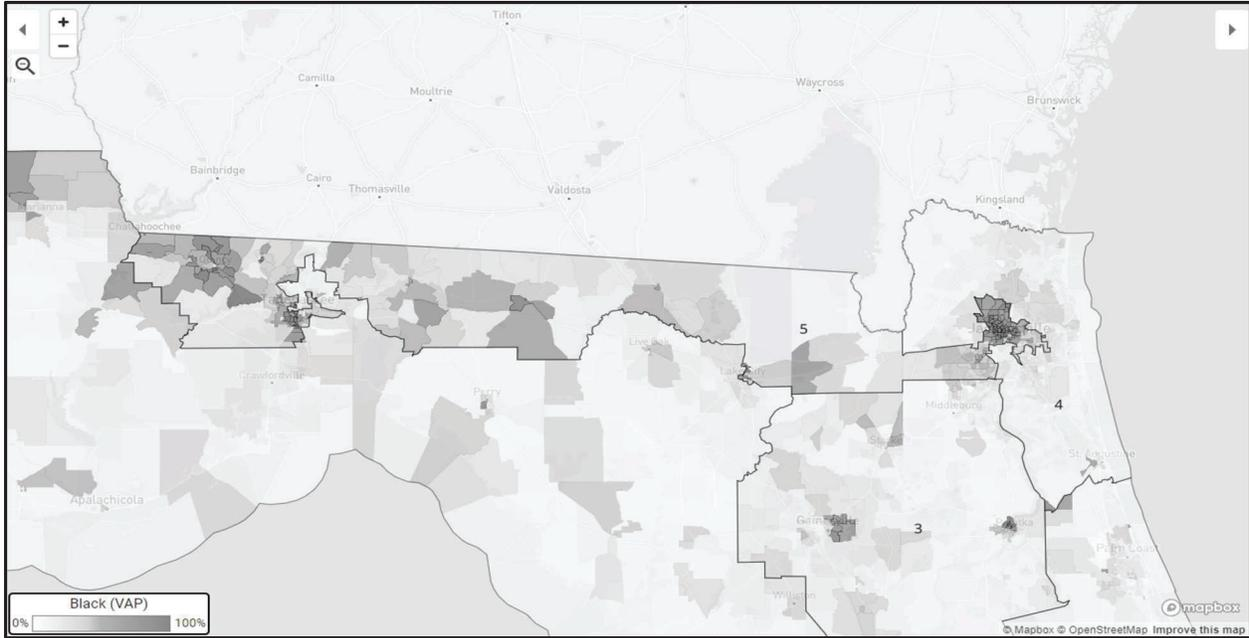 +
−
Tifton
Camilla
Moultrie
Waycross
Brunswick
Bainbridge
Cairo
Thomasville
Valdosta
Kingsland
Marianna
Chattahoochee
5
Live Oak
Lake City
Crawfordville
Perry
Middleburg
4
Starke
St. Augustine
Apalachicola
Gainesville
3
Palm Coast
Williston
Black (VAP)
0% 100%
mapbox
© Mapbox © OpenStreetMap Improve this map